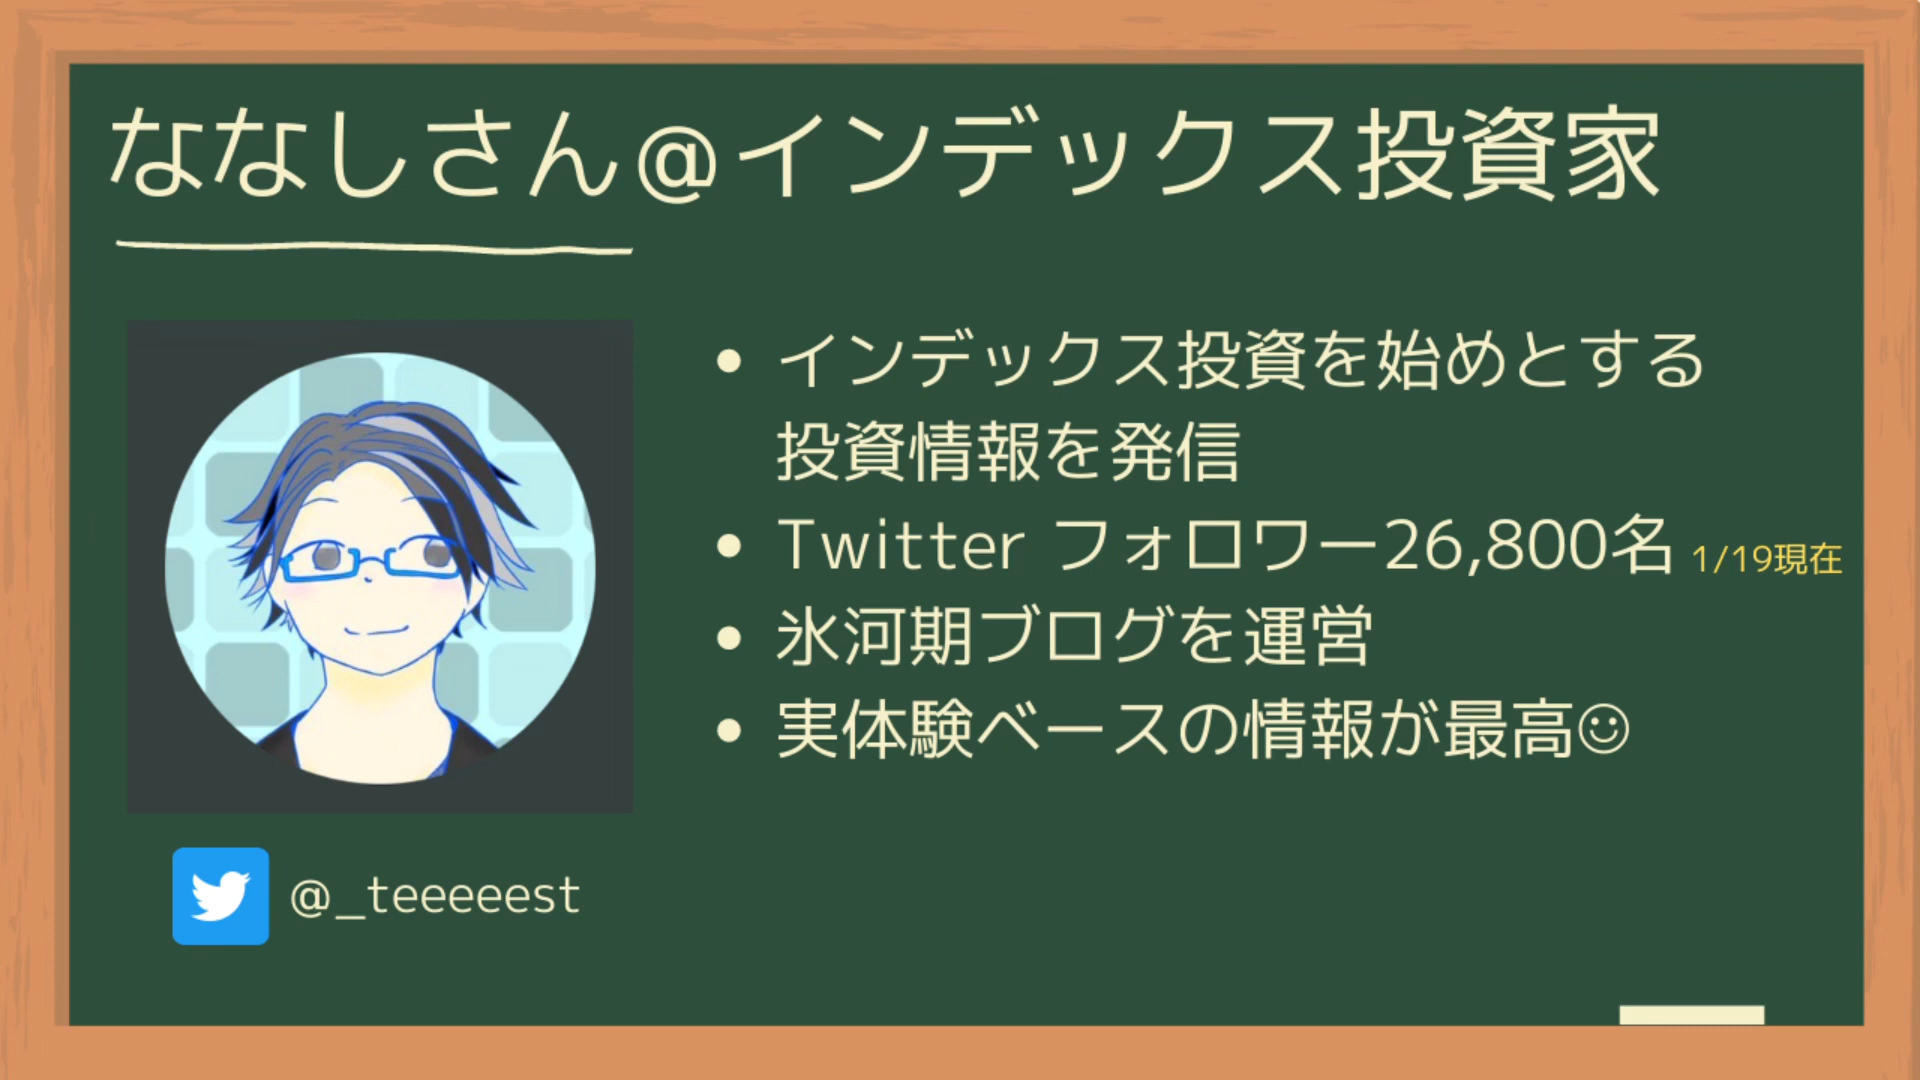 ななしさん@インデックス投資家
• インデックス投資を始めとする
投資情報を発信
• Twitter フォロワー26,800名 1/19現在
• 氷河期ブログを運営
• 実体験ベースの情報が最高☺
@_teeeeest